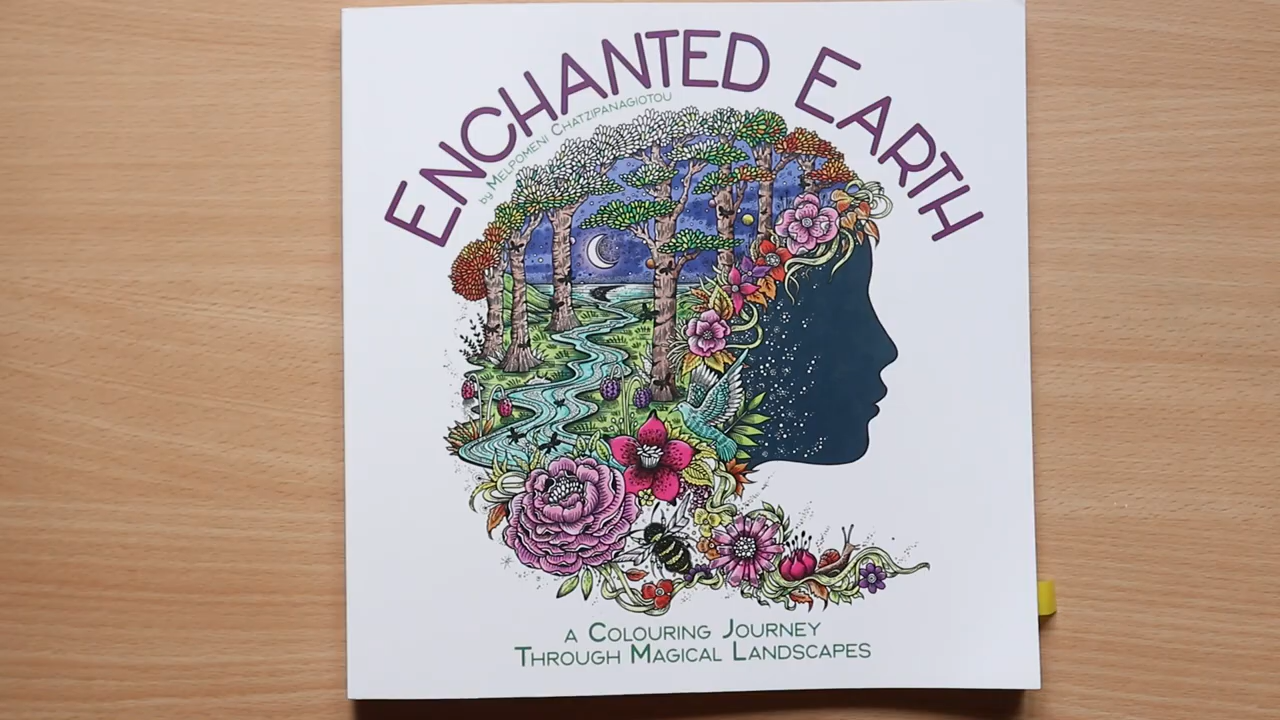 ENCHANTED EARTH
by MELPOMENI CHATZIPANAGIOTOU
A COLOURING JOURNEY
THROUGH MAGICAL LANDSCAPES